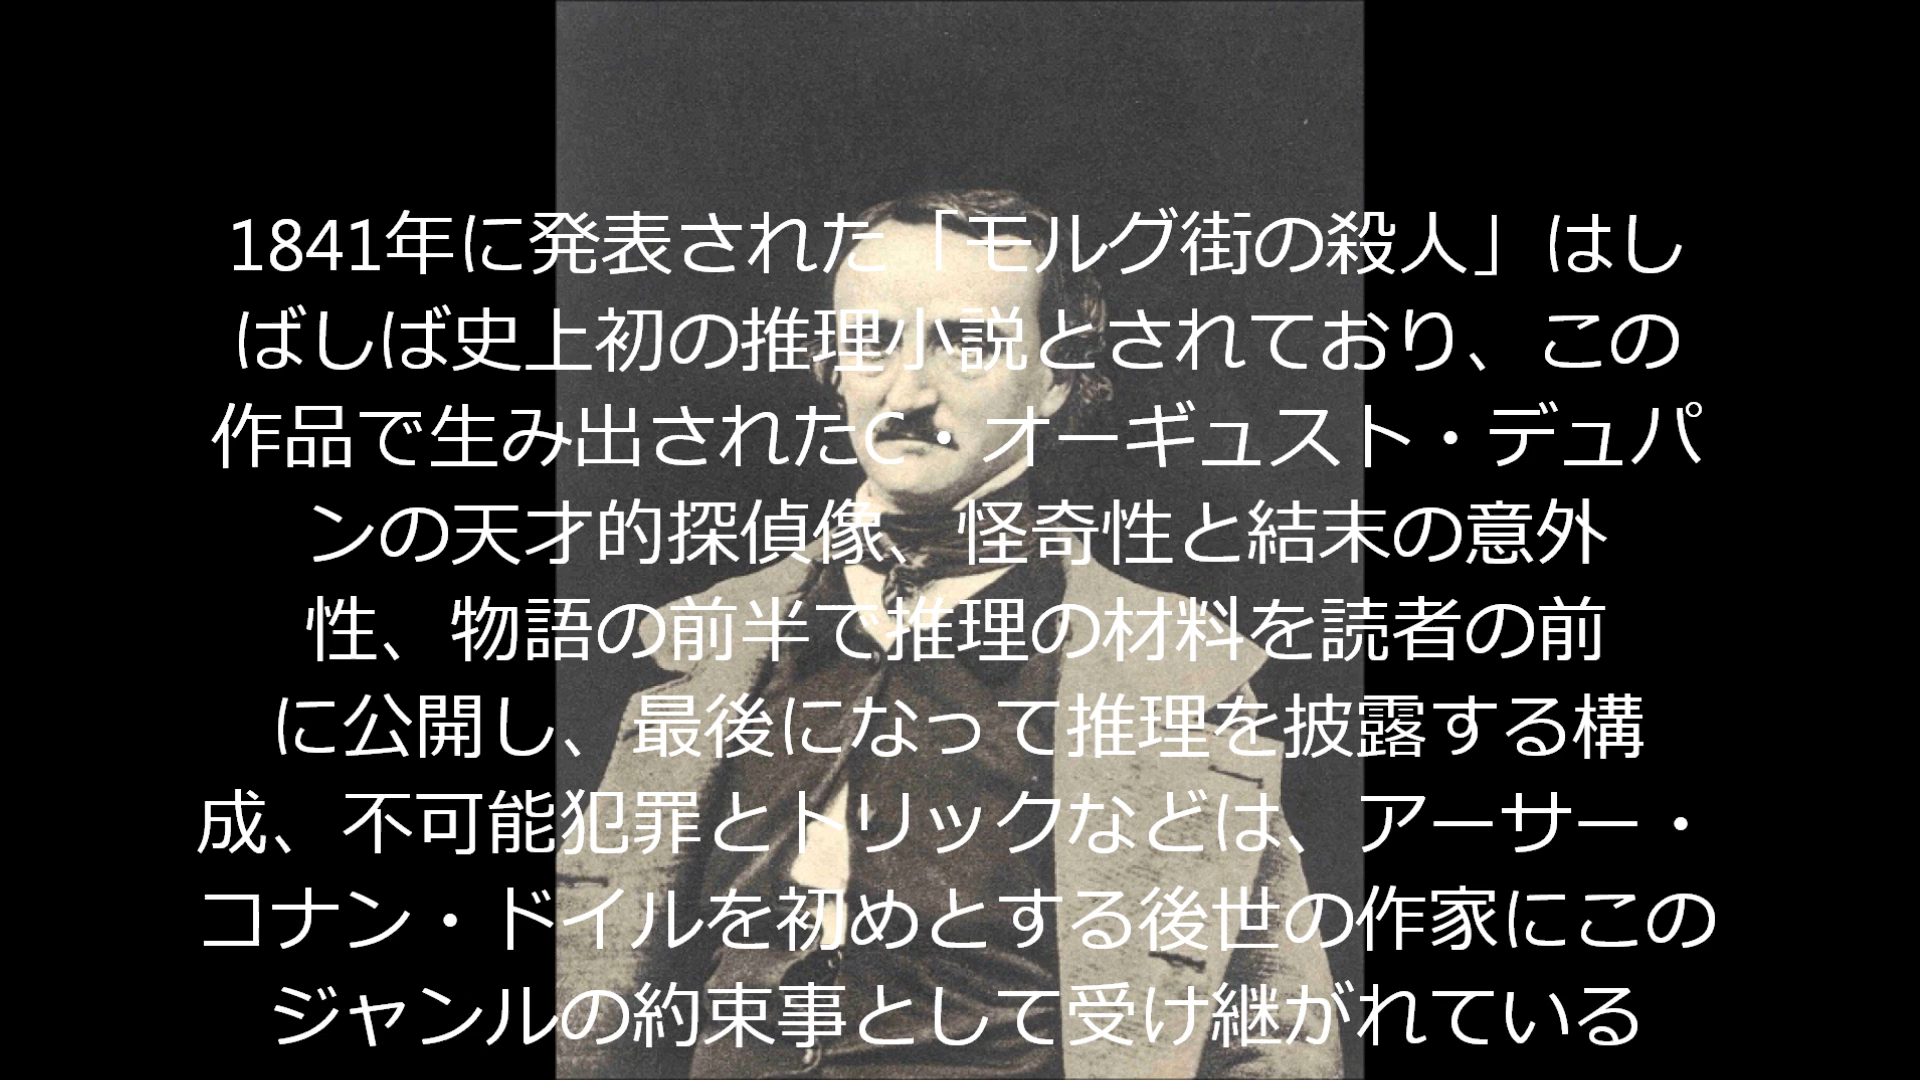 1841年に発表された「モルグ街の殺人」はし
ばしば史上初の推理小説とされており、この
作品で生み出されたC・オーギュスト・デュパ
ンの天才的探偵像、怪奇性と結末の意外
性、物語の前半で推理の材料を読者の前
に公開し、最後になって推理を披露する構
成、不可能犯罪とトリックなどは、アーサー・
コナン・ドイルを初めとする後世の作家にこの
ジャンルの約束事として受け継がれている